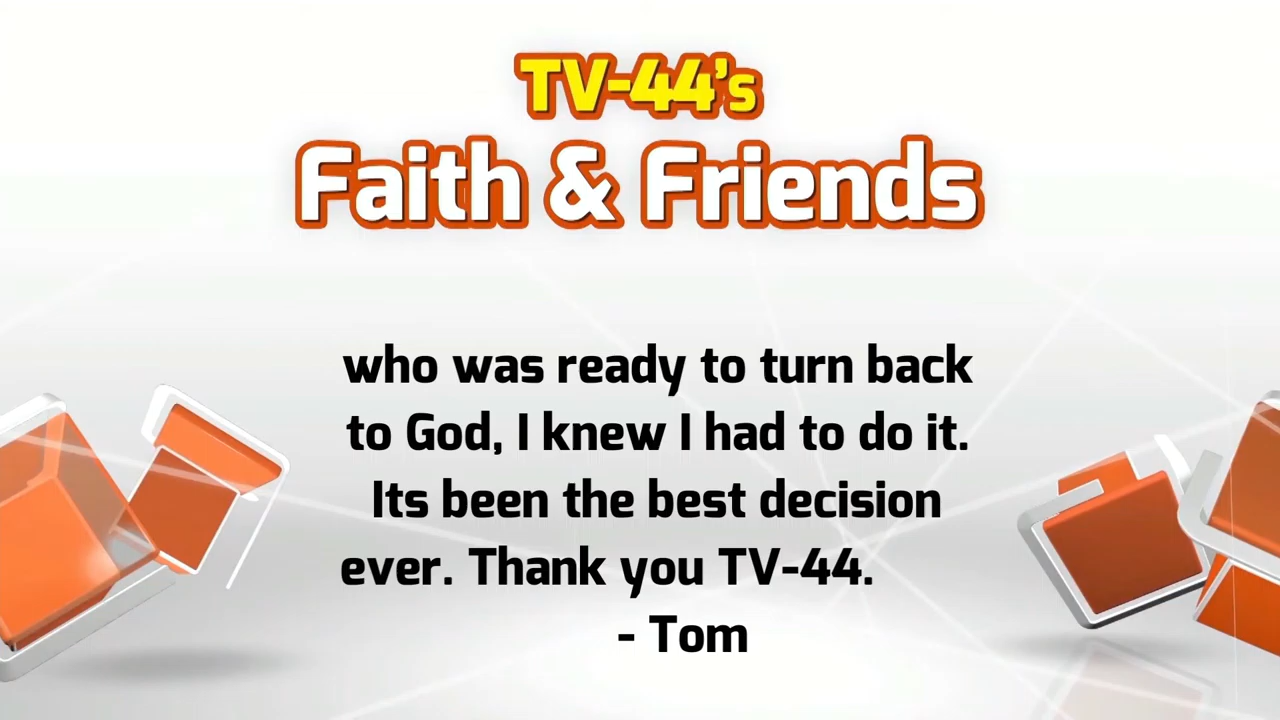 TV-44's
Faith & Friends
who was ready to turn back
to God, I knew I had to do it.
Its been the best decision
ever. Thank you TV-44.
- Tom